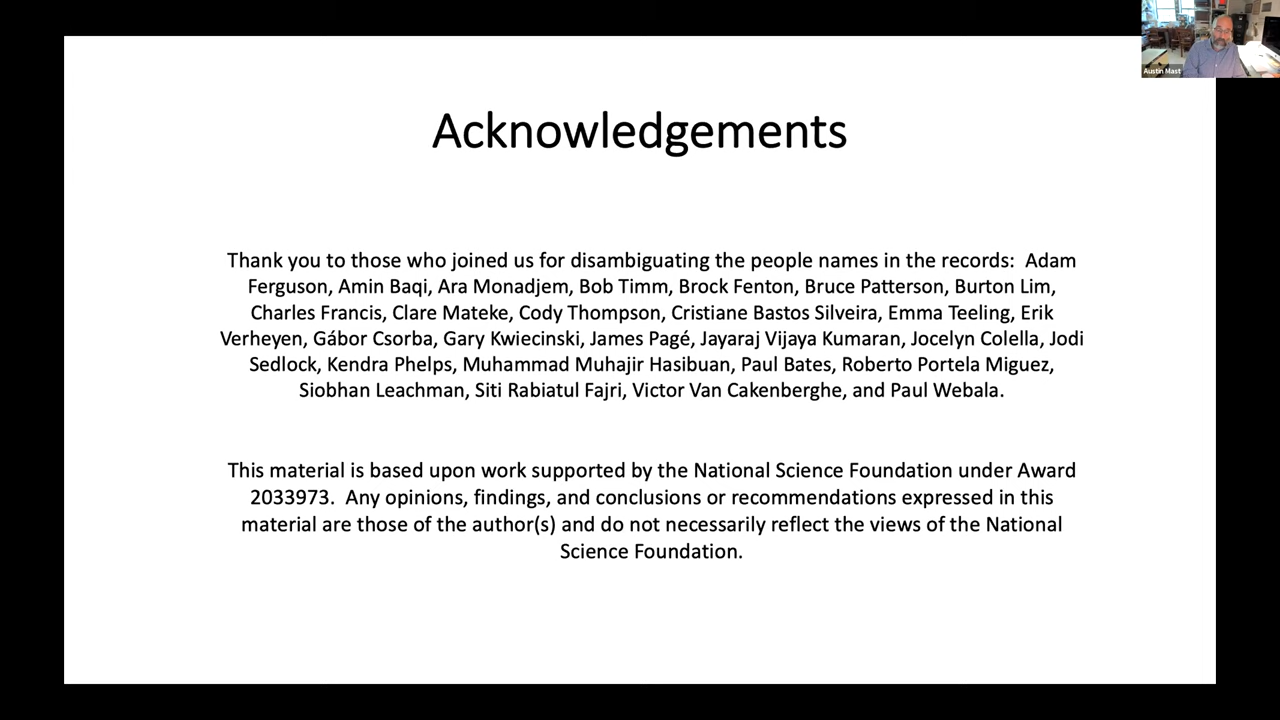 Austin Mast
Acknowledgements
Thank you to those who joined us for disambiguating the people names in the records:  Adam
Ferguson, Amin Baqi, Ara Monadjem, Bob Timm, Brock Fenton, Bruce Patterson, Burton Lim,
Charles Francis, Clare Mateke, Cody Thompson, Cristiane Bastos Silveira, Emma Teeling, Erik
Verheyen, Gábor Csorba, Gary Kwiecinski, James Pagé, Jayaraj Vijaya Kumaran, Jocelyn Colella, Jodi
Sedlock, Kendra Phelps, Muhammad Muhajir Hasibuan, Paul Bates, Roberto Portela Miguez,
Siobhan Leachman, Siti Rabiatul Fajri, Victor Van Cakenberghe, and Paul Webala.
This material is based upon work supported by the National Science Foundation under Award
2033973.  Any opinions, findings, and conclusions or recommendations expressed in this
material are those of the author(s) and do not necessarily reflect the views of the National
Science Foundation.